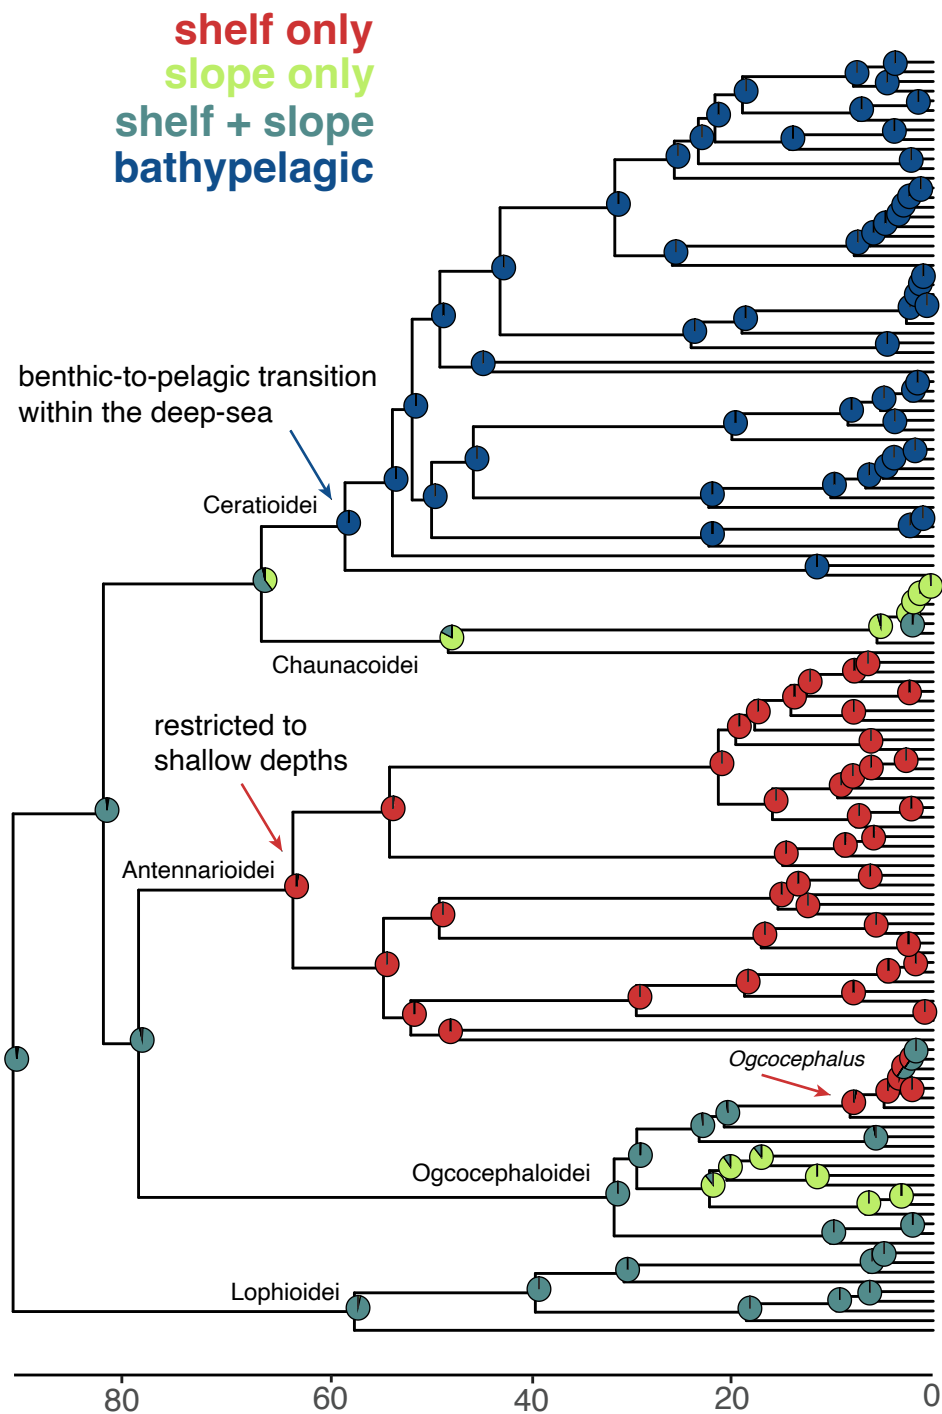 shelf only
slope only
shelf + slope
bathypelagic
benthic-to-pelagic transition
within the deep-sea
Ceratioidei
Chaunacoidei
restricted to
shallow depths
Antennarioidei
Ogcocephalus
Ogcocephaloidei
Lophioidei
80 60 40 20 0